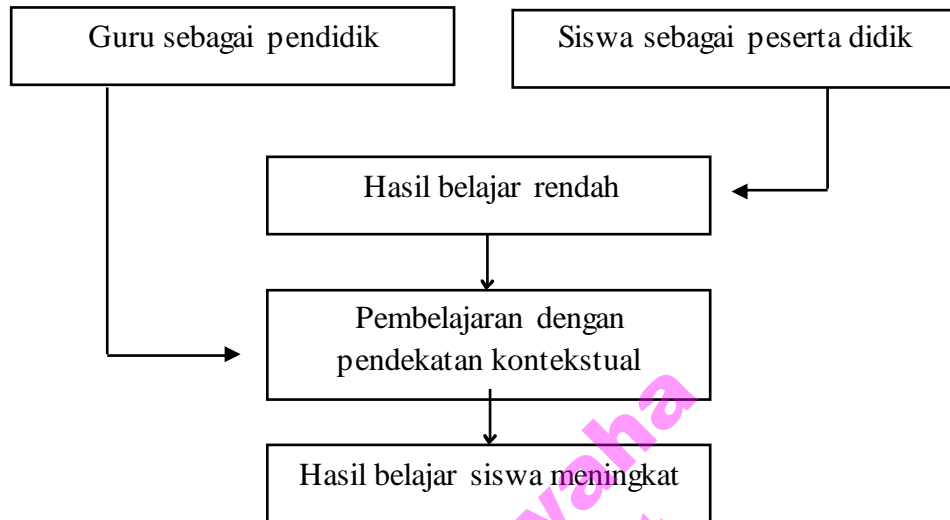 Guru sebagai pendidik
Siswa sebagai peserta didik
Hasil belajar rendah
Pembelajaran dengan
pendekatan kontekstual
Hasil belajar siswa meningkat